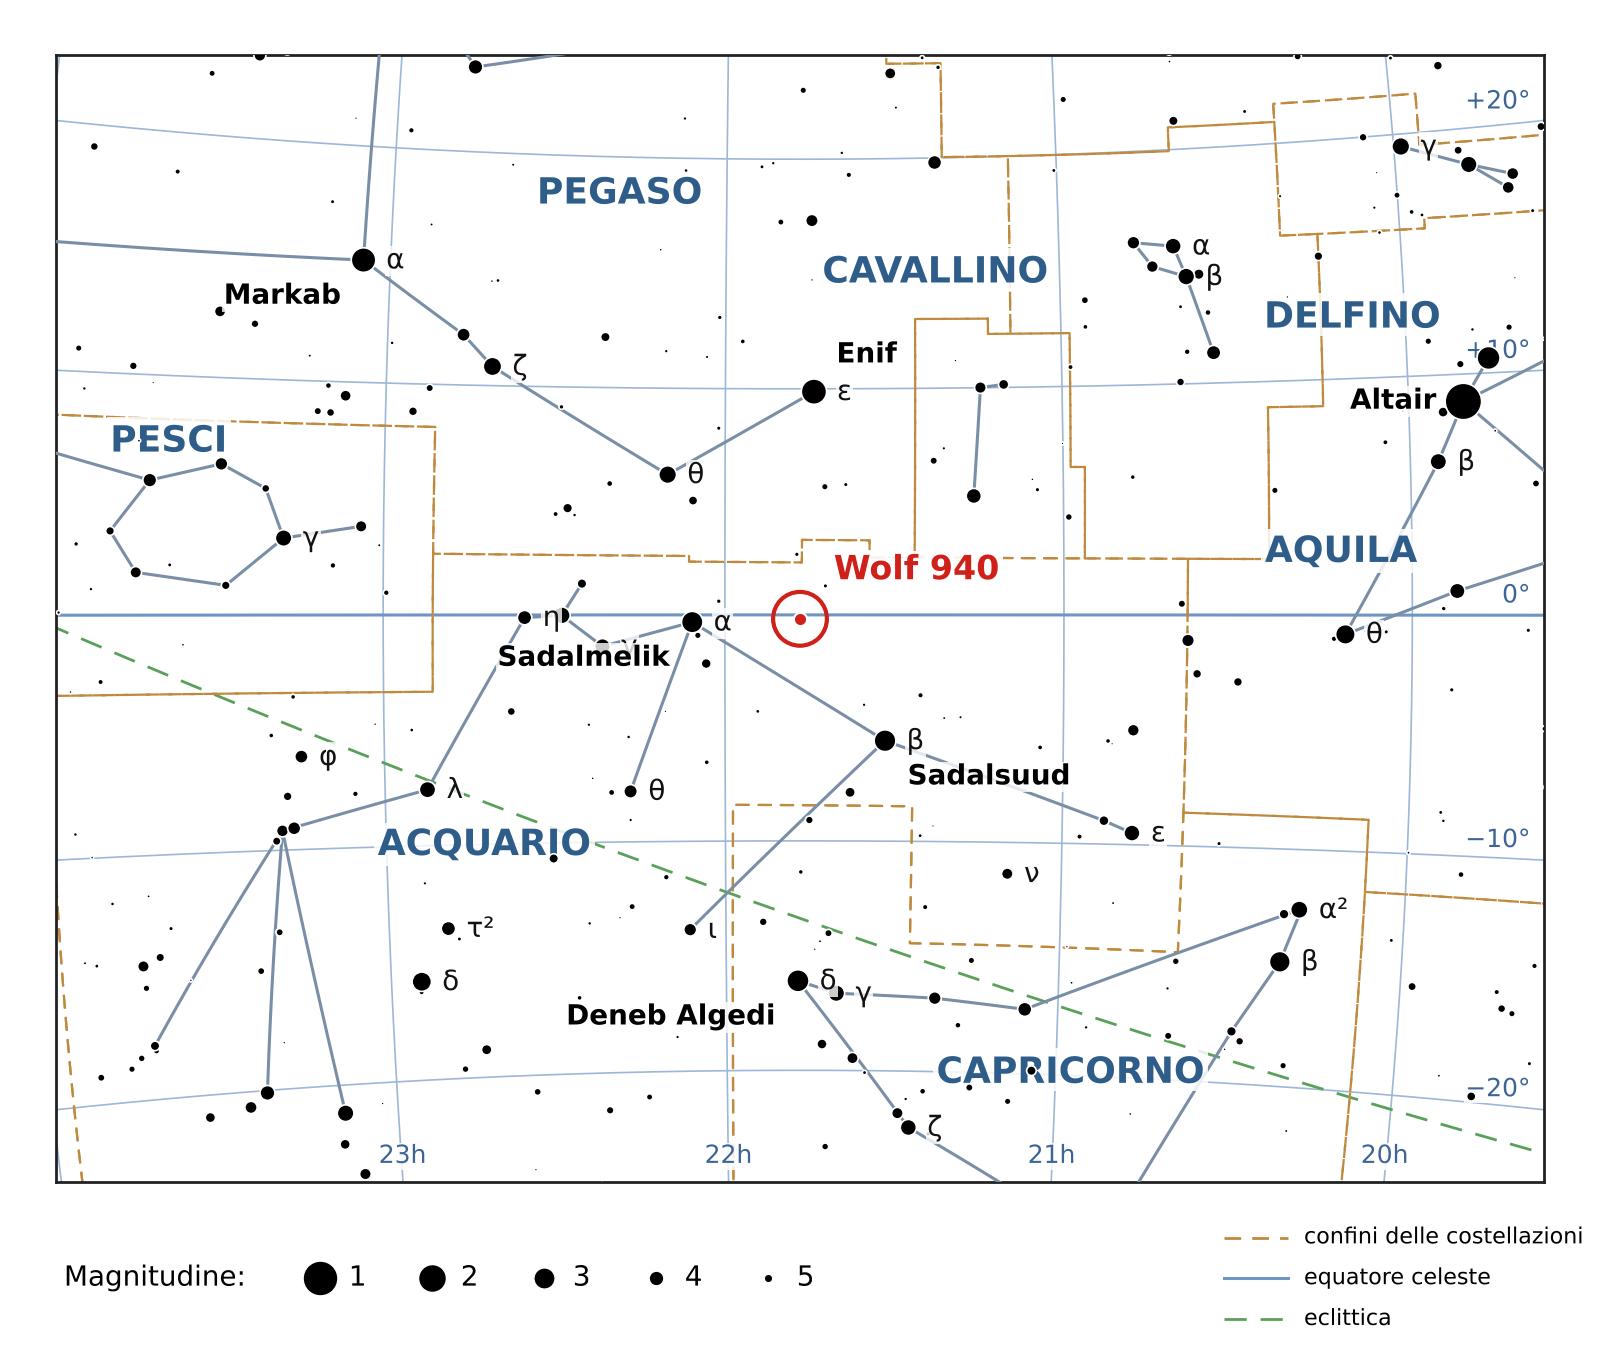 +20°
γ
PEGASO
α
β
CAVALLINO
α
Markab
DELFINO
+10°
Enif
ζ
ε
Altair
PESCI
β
θ
γ
AQUILA
Wolf 940
0°
η
γ
α
θ
Sadalmelik
φ
β
Sadalsuud
λ
θ
ε
ACQUARIO
−10°
ν
τ²
ι
α²
β
δ
δ
γ
Deneb Algedi
CAPRICORNO
−20°
ζ
23h
22h
21h
20h
confini delle costellazioni
Magnitudine: 1 2 3 4 5
equatore celeste
eclittica